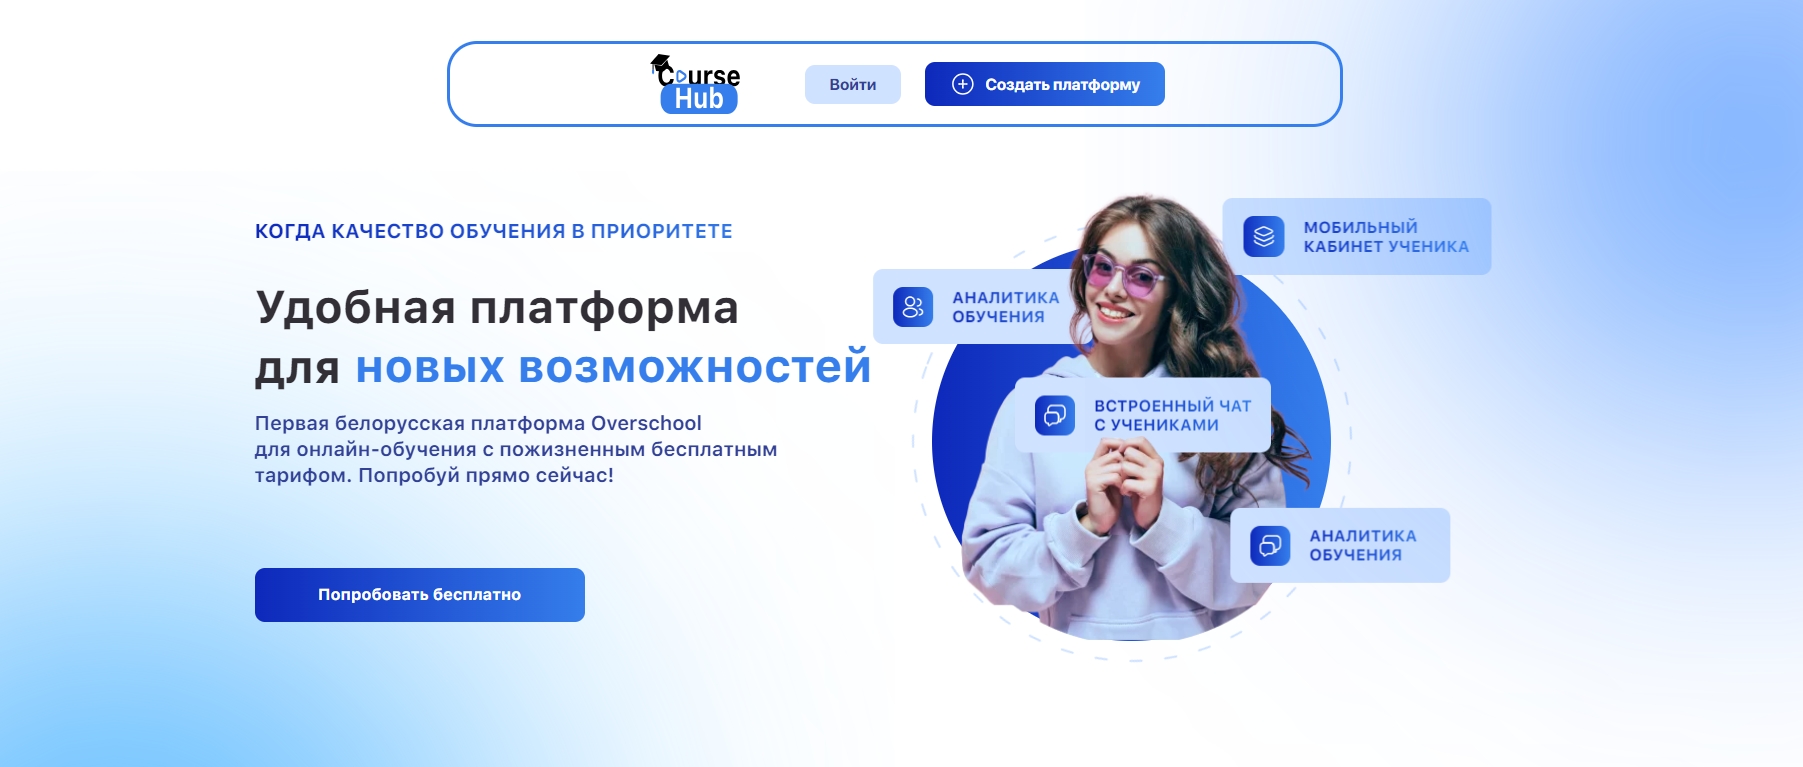 Course
Hub
Войти
Создать платформу
КОГДА КАЧЕСТВО ОБУЧЕНИЯ В ПРИОРИТЕТЕ
Удобная платформа
для новых возможностей
Первая белорусская платформа Overschool
для онлайн-обучения с пожизненным бесплатным
тарифом. Попробуй прямо сейчас!
Попробовать бесплатно
МОБИЛЬНЫЙ
КАБИНЕТ УЧЕНИКА
АНАЛИТИКА
ОБУЧЕНИЯ
ВСТРОЕННЫЙ ЧАТ
С УЧЕНИКАМИ
АНАЛИТИКА
ОБУЧЕНИЯ